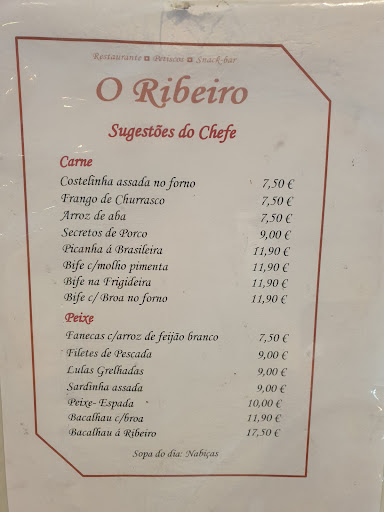 Restaurante Petiscos Snack-bar
O Ribeiro
Sugestões do Chefe
Carne
Costelinha assada no forno 7,50 €
Frango de Churrasco 7,50 €
Arroz de aba 7,50 €
Secretos de Porco 9,00 €
Picanha á Brasileira 11,90 €
Bife c/molho pimenta 11,90 €
Bife na Frigideira 11,90 €
Bife c/ Broa no forno 11,90 €
Peixe
Fanecas c/arroz de feijão branco 7,50 €
Filetes de Pescada 9,00 €
Lulas Grelhadas 9,00 €
Sardinha assada 9,00 €
Peixe- Espada 10,00 €
Bacalhau c/broa 11,90 €
Bacalhau á Ribeiro 17,50 €
Sopa do dia: Nabiças